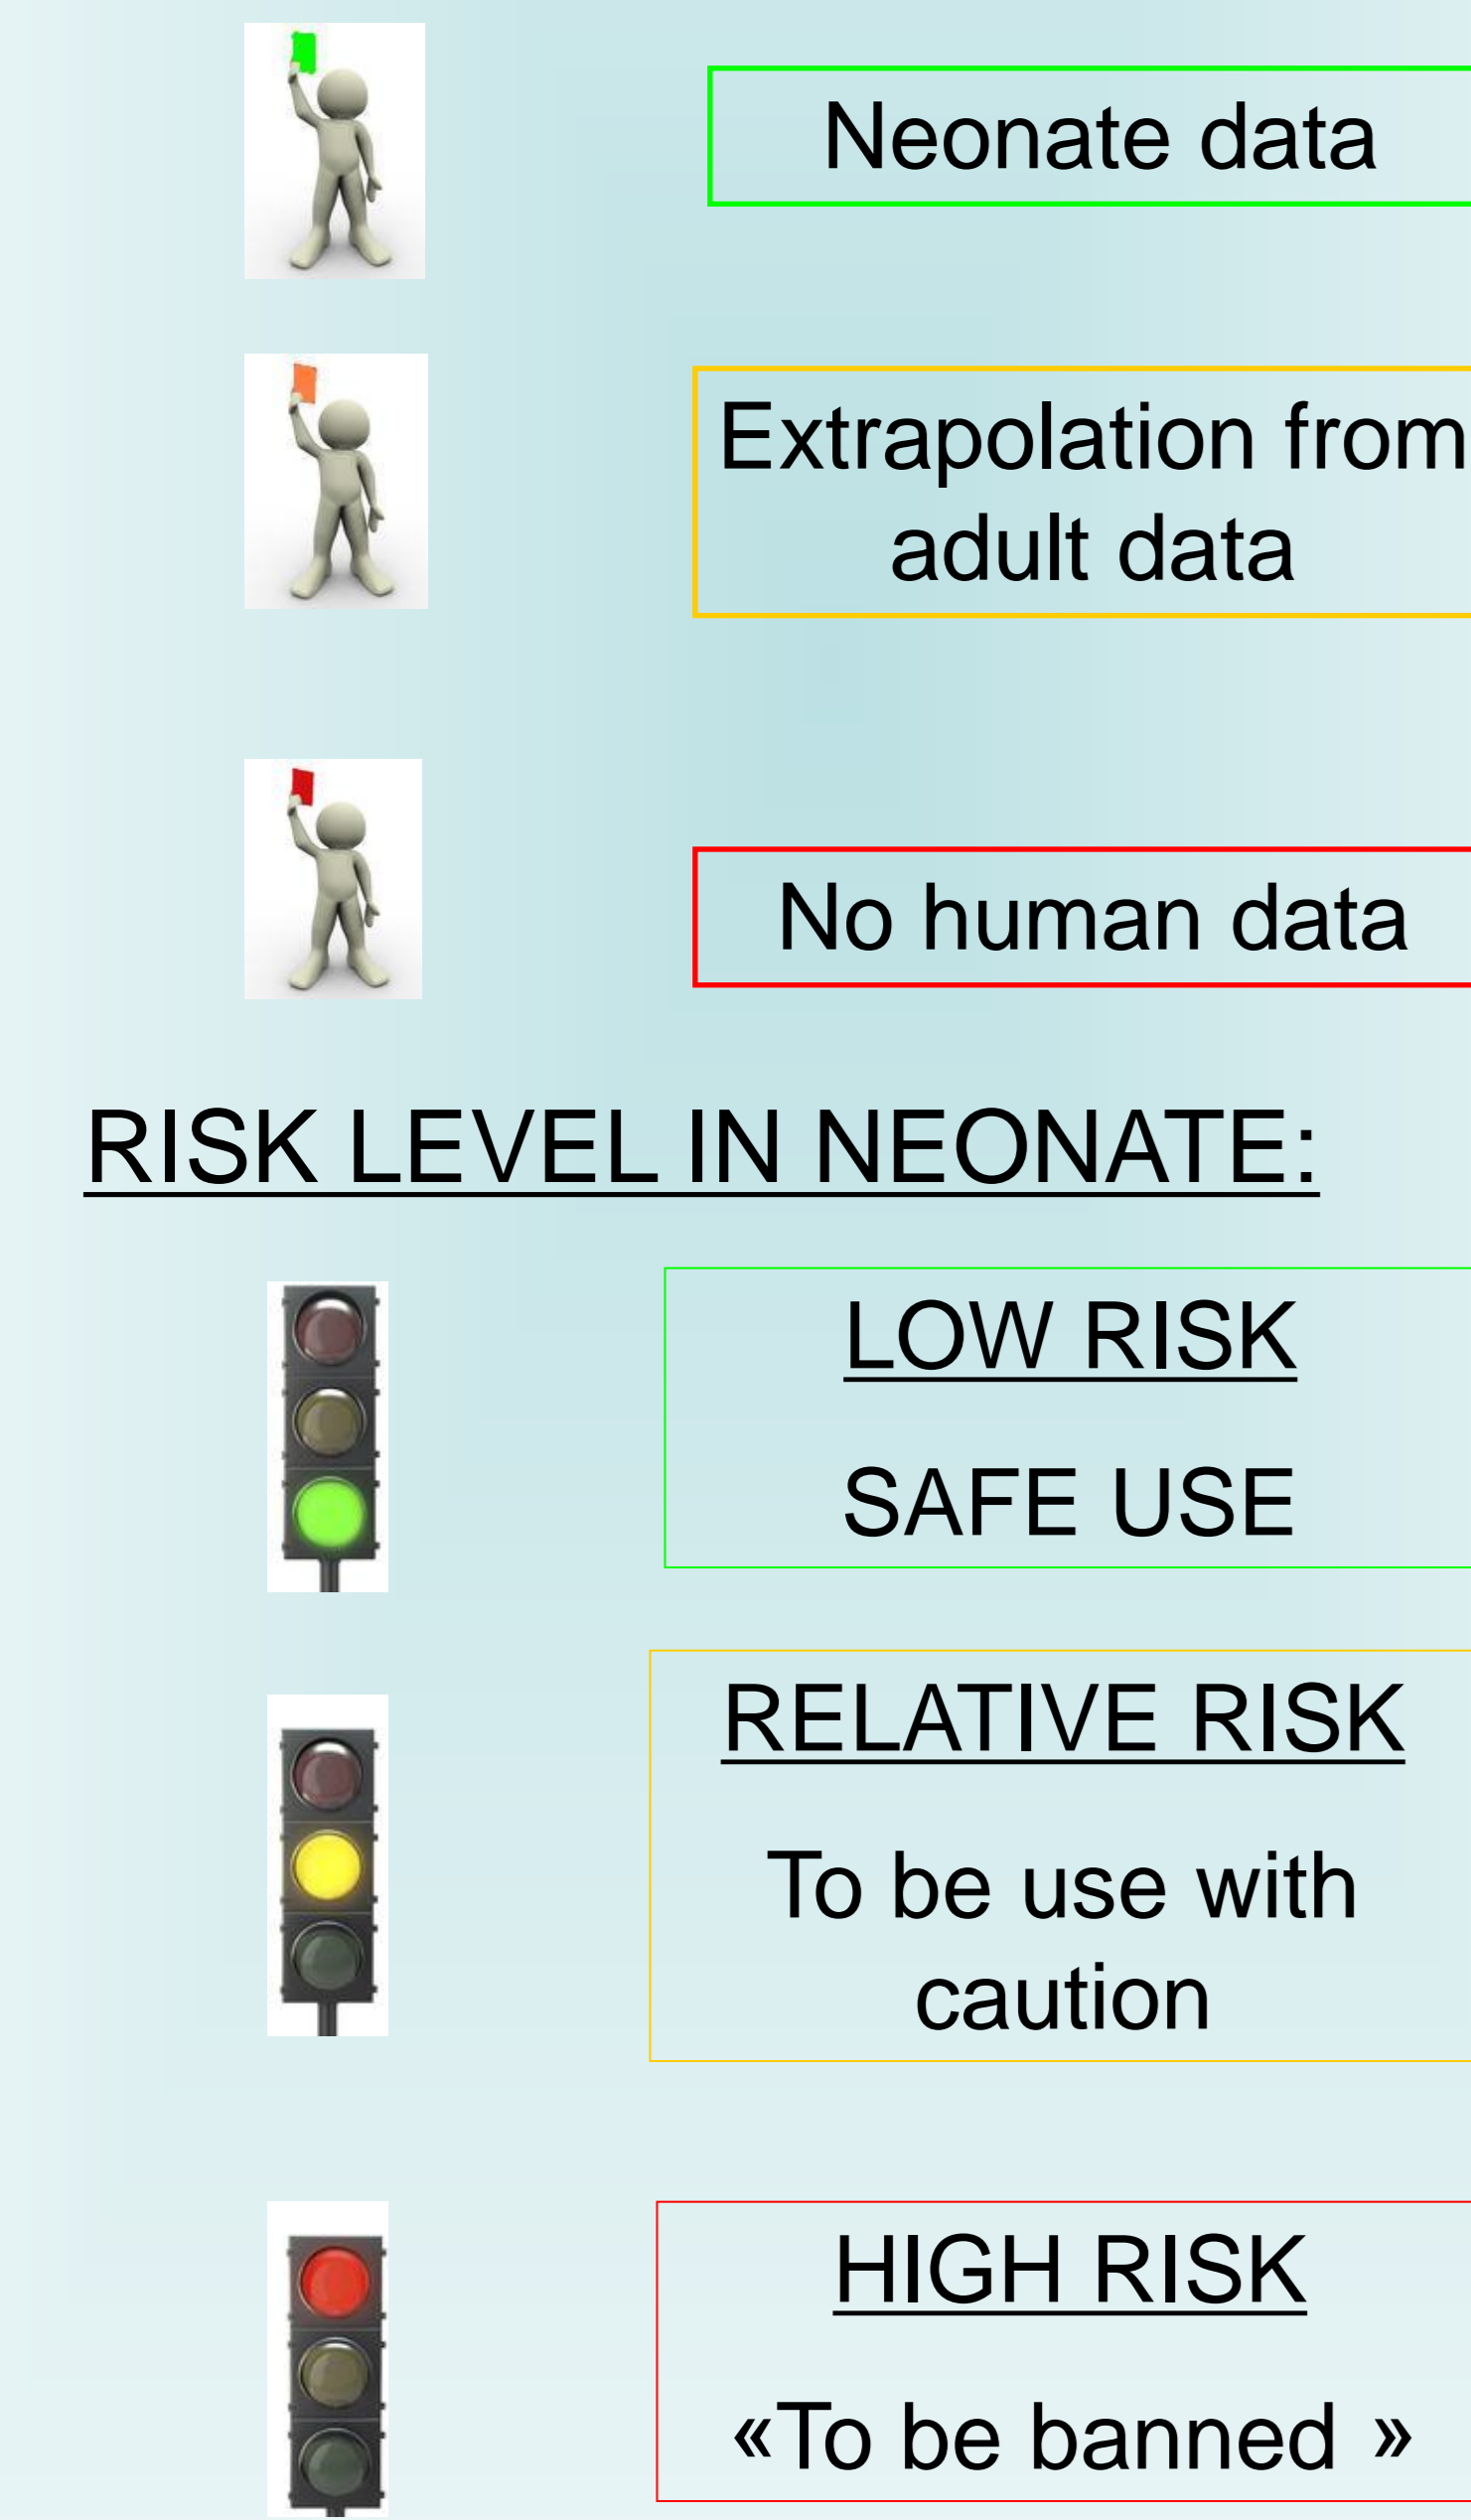 Neonate data
Extrapolation from
adult data
No human data
RISK LEVEL IN NEONATE:
LOW RISK
SAFE USE
RELATIVE RISK
To be use with
caution
HIGH RISK
«To be banned »